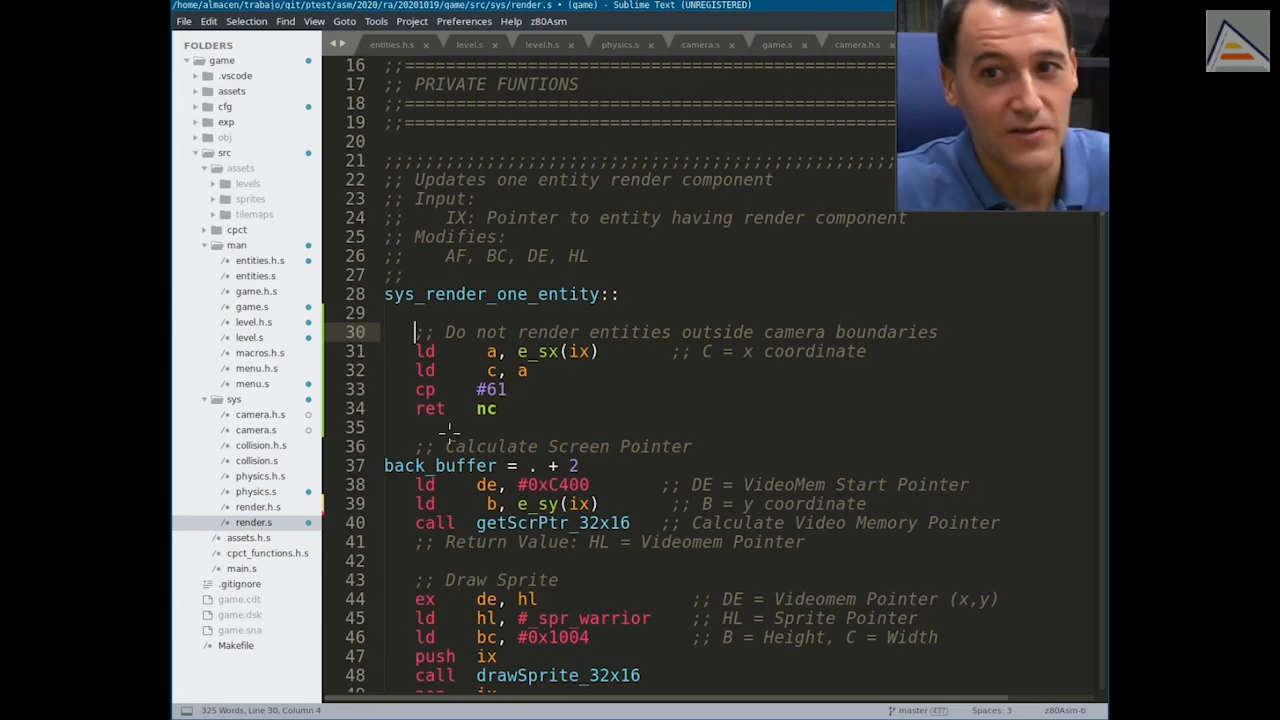 /home/almacen/trabajo/git/ptest/asm/2020/ra/20201019/game/src/sys/render.s • (game) - Sublime Text (UNREGISTERED)
File Edit Selection Find View Goto Tools Project Preferences Help z80Asm
entities.h.s × level.s × level.h.s × physics.s × camera.s × game.s × camera.h.s ×
FOLDERS
game
.vscode
assets
cfg
exp
obj
src
assets
levels
sprites
tilemaps
cpct
man
entities.h.s
entities.s
game.h.s
game.s
level.h.s
level.s
macros.h.s
menu.h.s
menu.s
sys
camera.h.s
camera.s
collision.h.s
collision.s
physics.h.s
physics.s
render.h.s
render.s
assets.h.s
cpct_functions.h.s
main.s
.gitignore
game.cdt
game.dsk
game.sna
Makefile
16 ;;================================================
17 ;; PRIVATE FUNTIONS
18 ;;================================================
19 ;;================================================
20
21 ;;;;;;;;;;;;;;;;;;;;;;;;;;;;;;;;;;;;;;;;;;;;;;;;;;
22 ;; Updates one entity render component
23 ;; Input:
24 ;;    IX: Pointer to entity having render component
25 ;; Modifies:
26 ;;    AF, BC, DE, HL
27 ;;
28 sys_render_one_entity::
29
30    ;; Do not render entities outside camera boundaries
31    ld     a, e_sx(ix)       ;; C = x coordinate
32    ld     c, a
33    cp    #61
34    ret   nc
35
36    ;; Calculate Screen Pointer
37 back_buffer = . + 2
38    ld    de, #0xC400       ;; DE = VideoMem Start Pointer
39    ld     b, e_sy(ix)       ;; B = y coordinate
40    call  getScrPtr_32x16   ;; Calculate Video Memory Pointer
41    ;; Return Value: HL = Videomem Pointer
42
43    ;; Draw Sprite
44    ex    de, hl               ;; DE = Videomem Pointer (x,y)
45    ld    hl, #_spr_warrior    ;; HL = Sprite Pointer
46    ld    bc, #0x1004          ;; B = Height, C = Width
47    push  ix
48    call  drawSprite_32x16
49    pop   ix
325 Words, Line 30, Column 4 master 437 Spaces: 3 z80Asm-ti